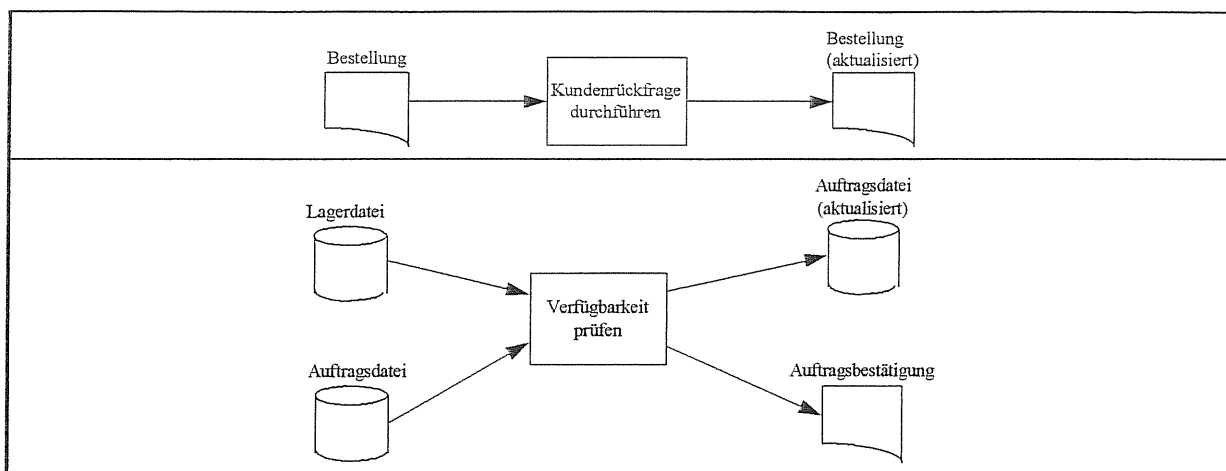 Bestellung
Kundenrückfrage
durchführen
Bestellung
(aktualisiert)
Lagerdatei
Auftragsdatei
Verfügbarkeit
prüfen
Auftragsdatei
(aktualisiert)
Auftragsbestätigung